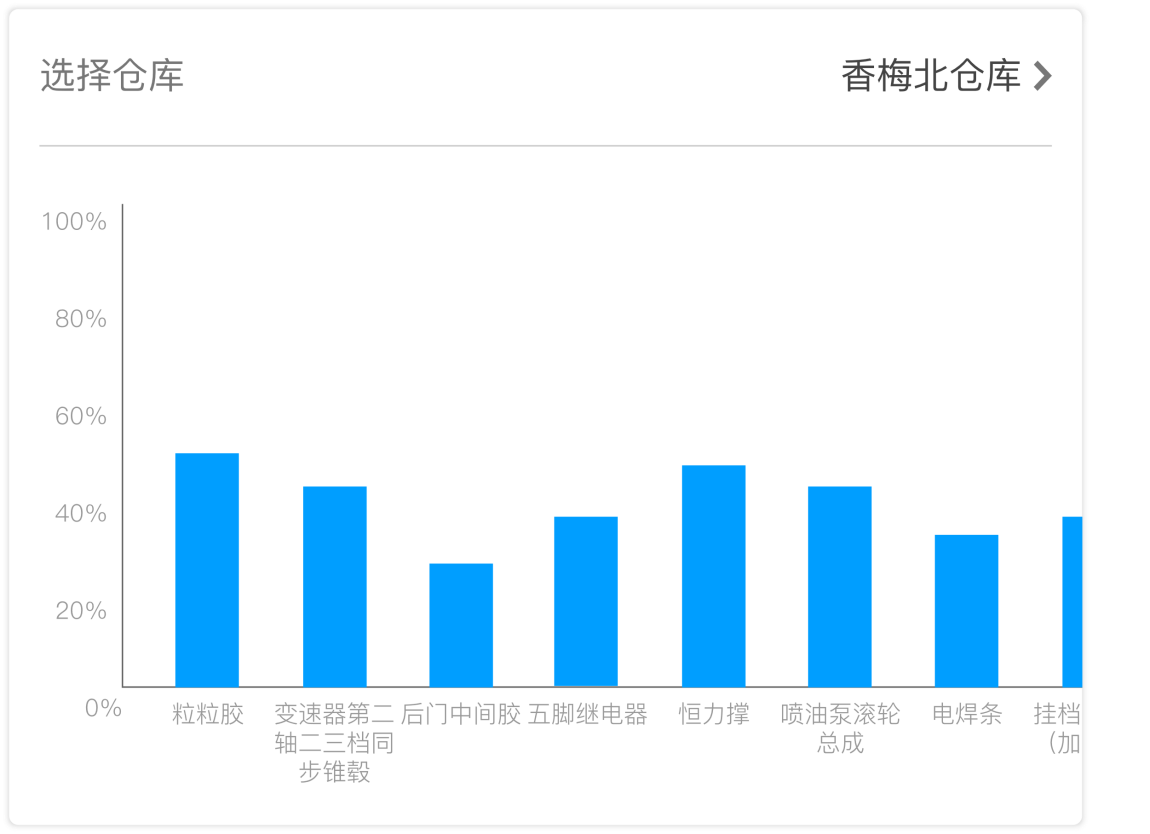 选择仓库
香梅北仓库
100%
80%
60%
40%
20%
0%
粒粒胶
变速器第二
轴二三档同
步锥毂
后门中间胶
五脚继电器
恒力撑
喷油泵滚轮
总成
电焊条
挂档
（加